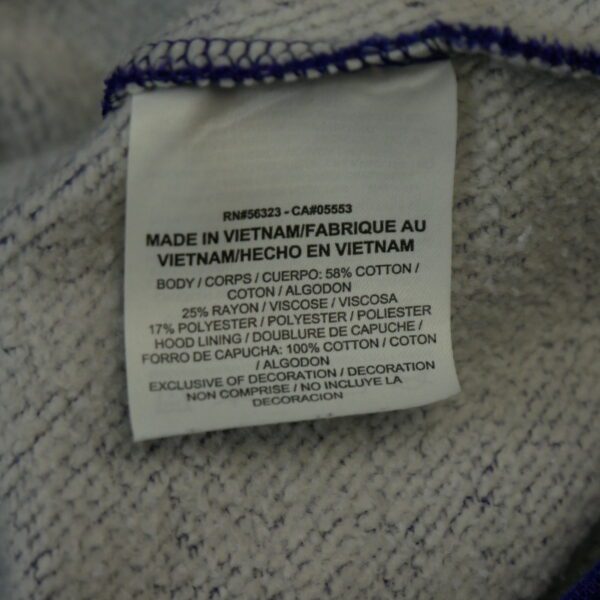 RN#56323 - CA#05553
MADE IN VIETNAM/FABRIQUE AU
VIETNAM/HECHO EN VIETNAM
BODY / CORPS / CUERPO: 58% COTTON /
COTON / ALGODON
25% RAYON / VISCOSE / VISCOSA
17% POLYESTER / POLYESTER / POLIESTER
HOOD LINING / DOUBLURE DE CAPUCHE /
FORRO DE CAPUCHA: 100% COTTON / COTON
/ ALGODON
EXCLUSIVE OF DECORATION / DECORATION
NON COMPRISE / NO INCLUYE LA
DECORACION